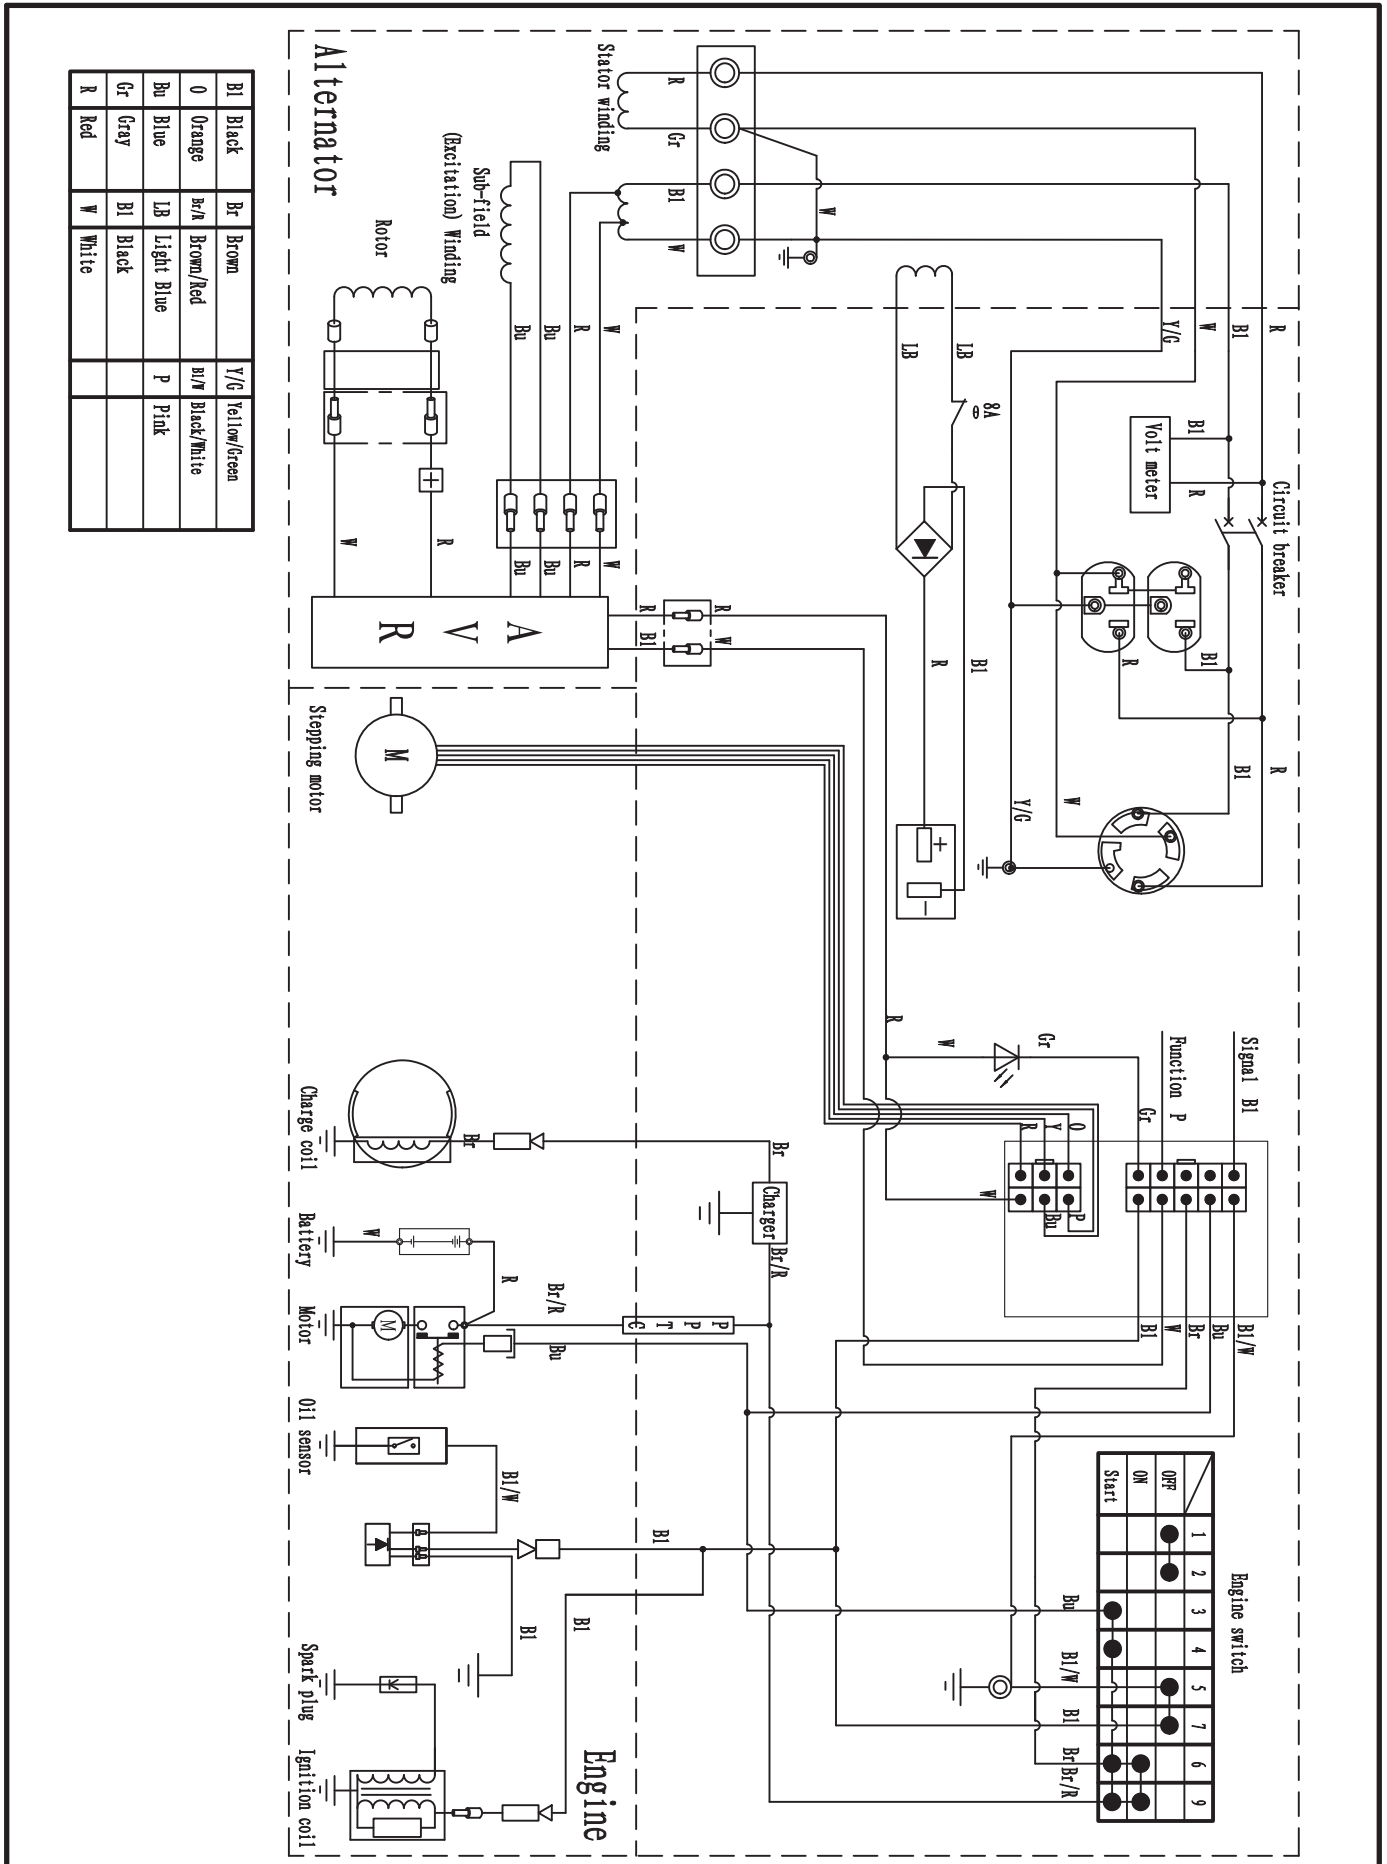 Alternator
Stator winding
R
Gr
Bl
W
W
Sub-field
(Excitation) Winding
Rotor
Bu
Bu
R
W
Bu
Bu
R
W
W
R
A
V
R
R
Bl
R
W
LB
LB
8A
R
Bl
+
−
Y/G
W
Bl
R
Volt meter
Bl
R
Circuit breaker
R
Bl
Y/G
W
Bl
R
Stepping motor
M
R
W
Gr
Gr
Function P
Signal Bl
R
Y
O
W
Bu
P
Bl
W
Br
Bu
Bl/W
Charge coil
Br
Br
Charger
Br/R
Battery
W
R
Motor
M
Br/R
P
P
T
C
Bu
Oil sensor
Bl/W
Bl
Bl
Bl
Spark plug
Ignition coil
Engine
Engine switch
1 2 3 4 5 7 6 9
OFF
ON
Start
Bu
Bl/W
Bl
Br
Br/R
Bl Black Br Brown Y/G Yellow/Green
O Orange Br/R Brown/Red Bl/W Black/White
Bu Blue LB Light Blue P Pink
Gr Gray Bl Black
R Red W White